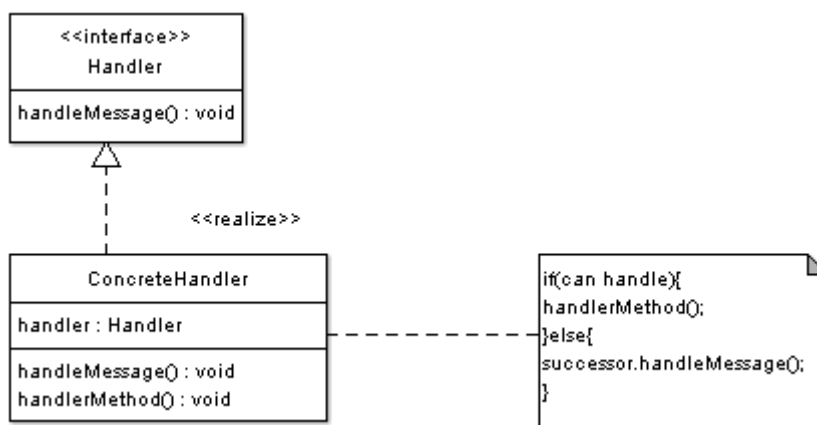 <<interface>>
Handler
handleMessage() : void
<<realize>>
ConcreteHandler
handler : Handler
handleMessage() : void
handlerMethod() : void
if(can handle){
handlerMethod();
}else{
successor.handleMessage();
}